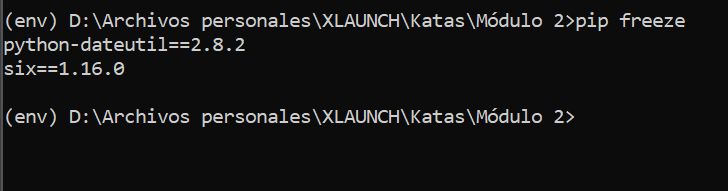 (env) D:\Archivos personales\XLAUNCH\Katas\Módulo 2>pip freeze
python-dateutil==2.8.2
six==1.16.0
(env) D:\Archivos personales\XLAUNCH\Katas\Módulo 2>